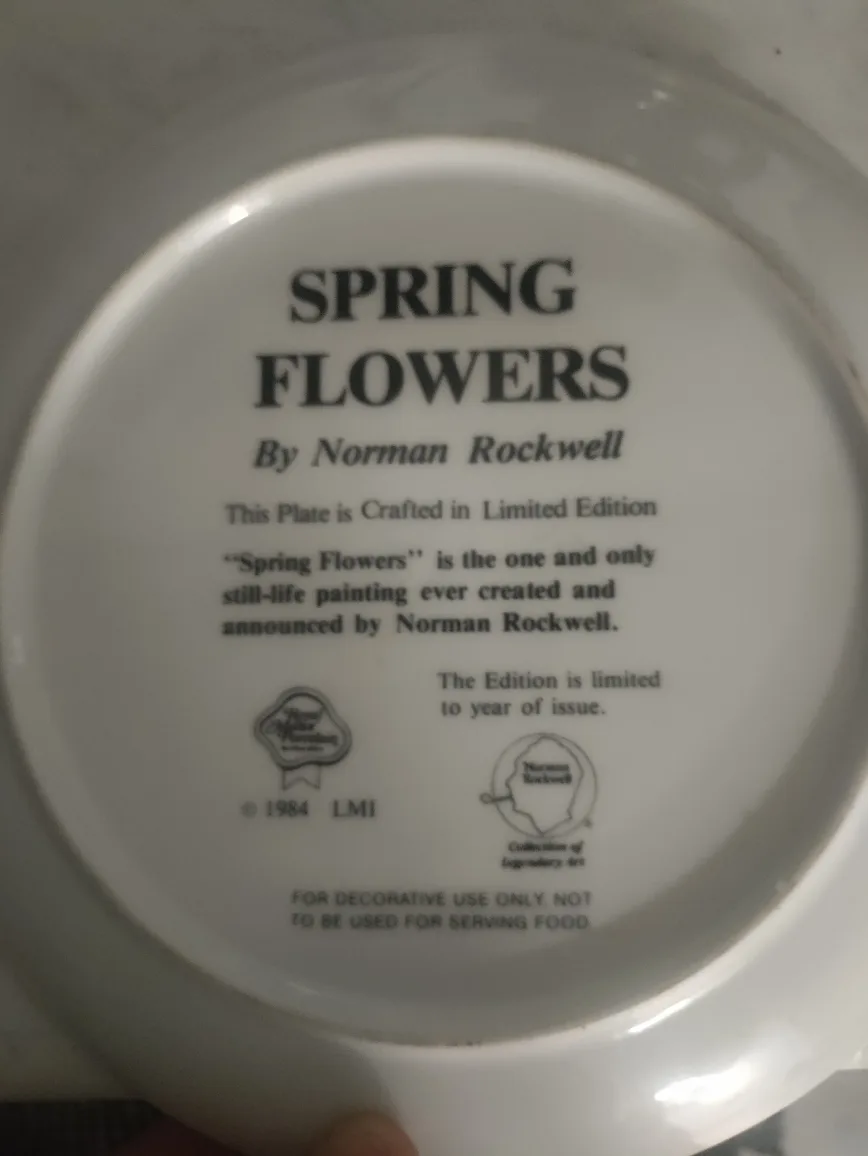 SPRING
FLOWERS
By Norman Rockwell
This Plate is Crafted in Limited Edition
“Spring Flowers” is the one and only
still-life painting ever created and
announced by Norman Rockwell.
The Edition is limited
to year of issue.
© 1984 LMI
Norman
Rockwell
Collection of
Legendary Art
FOR DECORATIVE USE ONLY. NOT
TO BE USED FOR SERVING FOOD